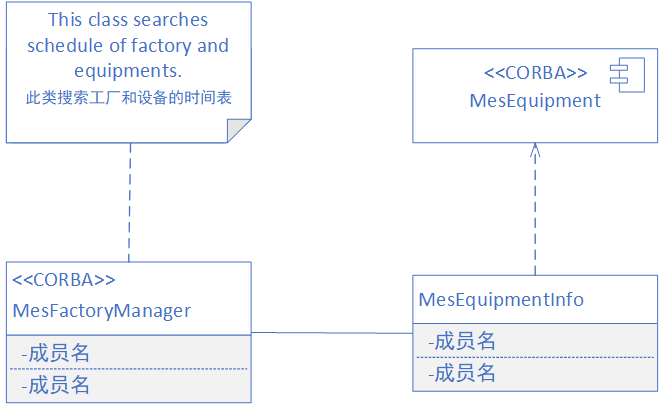 This class searches
schedule of factory and
equipments.
此类搜索工厂和设备的时间表
<<CORBA>>
MesEquipment
<<CORBA>>
MesFactoryManager
-成员名
-成员名
MesEquipmentInfo
-成员名
-成员名